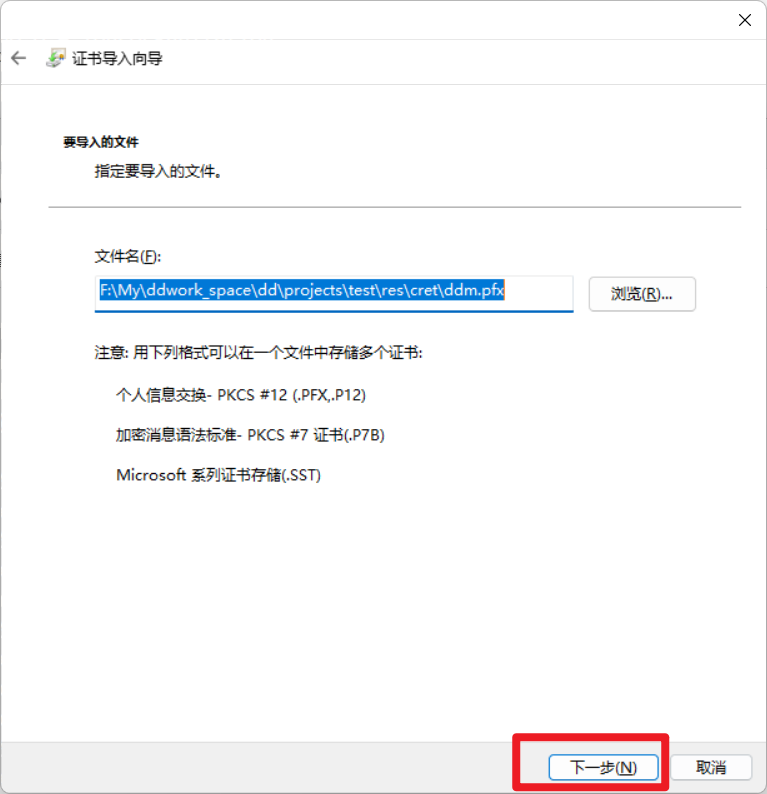 证书导入向导
要导入的文件
指定要导入的文件。
文件名(F):
F:\My\ddwork_space\dd\projects\test\res\cret\ddm.pfx
浏览(R)...
注意: 用下列格式可以在一个文件中存储多个证书:
个人信息交换- PKCS #12 (.PFX,.P12)
加密消息语法标准- PKCS #7 证书(.P7B)
Microsoft 系列证书存储(.SST)
下一步(N)
取消